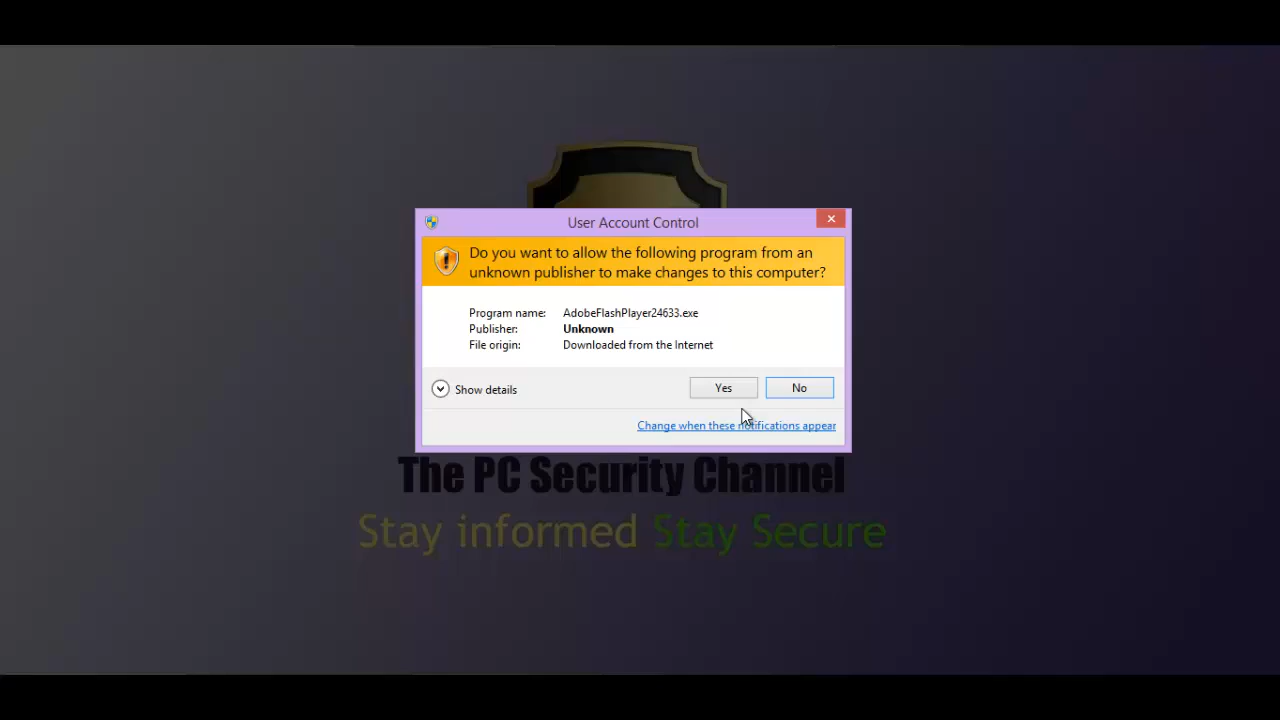 User Account Control
Do you want to allow the following program from an
unknown publisher to make changes to this computer?
Program name: AdobeFlashPlayer24633.exe
Publisher: Unknown
File origin: Downloaded from the Internet
Show details
Yes
No
Change when these notifications appear
The PC Security Channel
Stay informed Stay Secure